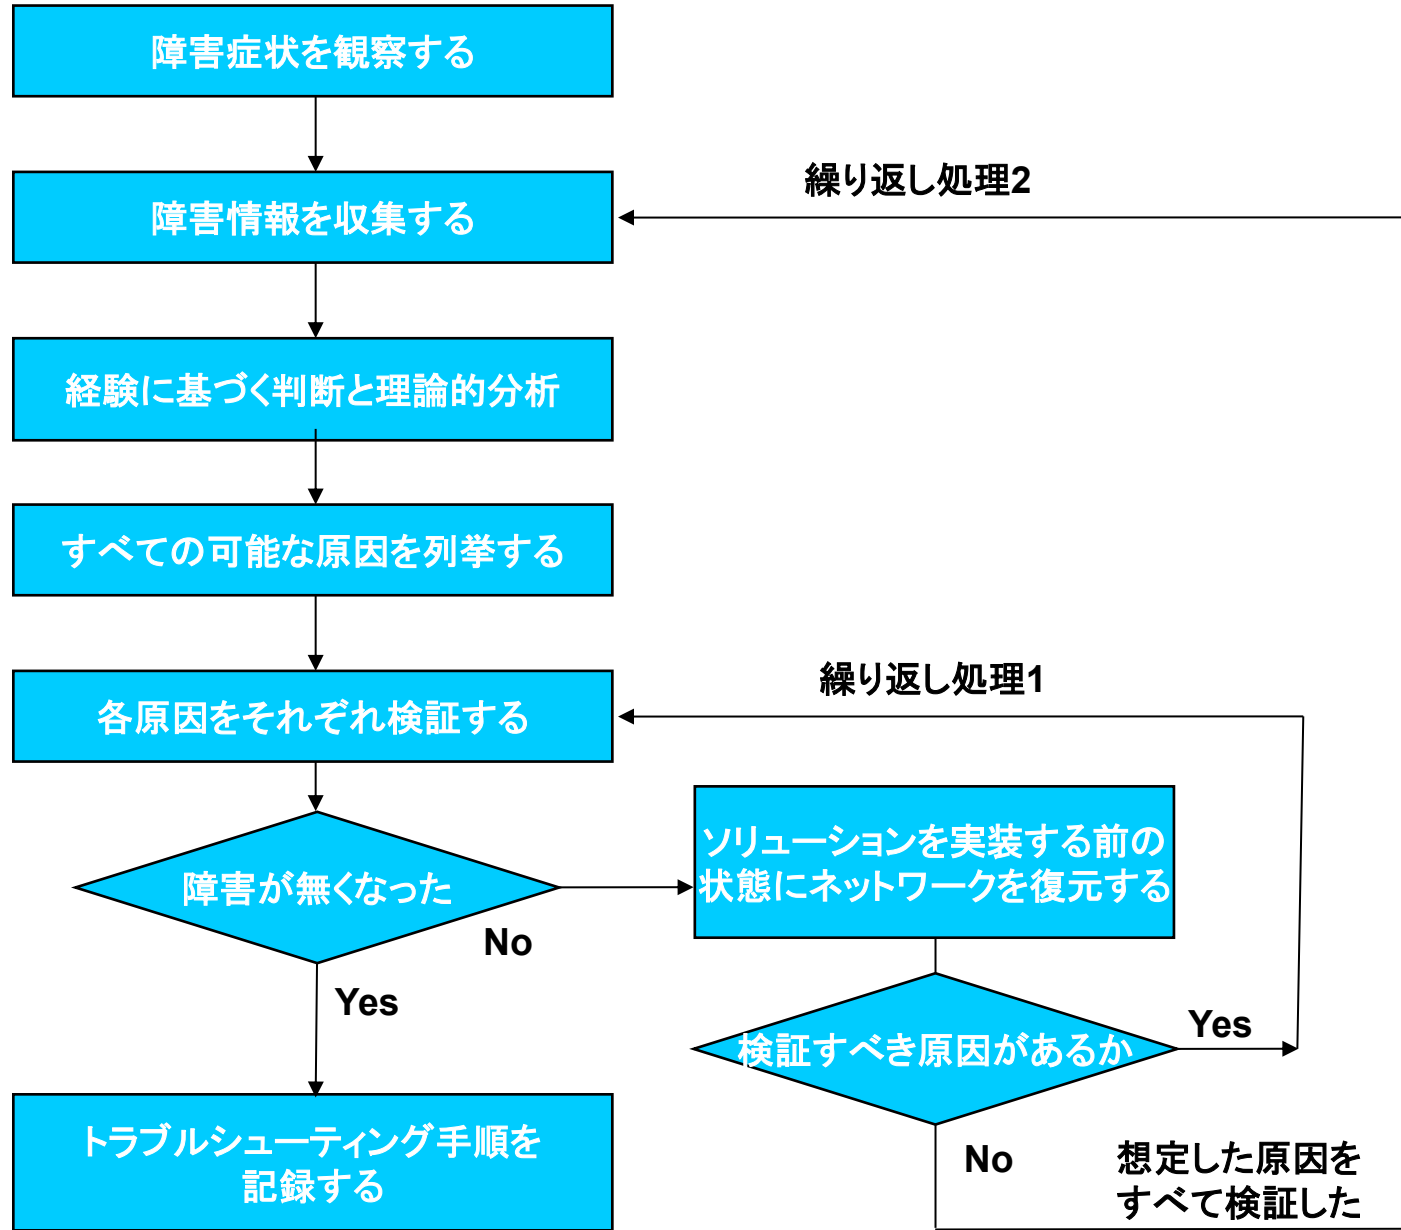 障害症状を観察する
繰り返し処理2
障害情報を収集する
経験に基づく判断と理論的分析
すべての可能な原因を列挙する
繰り返し処理1
各原因をそれぞれ検証する
ソリューションを実装する前の
状態にネットワークを復元する
障害が無くなった
No
Yes
検証すべき原因があるか
Yes
トラブルシューティング手順を
記録する
No
想定した原因を
すべて検証した